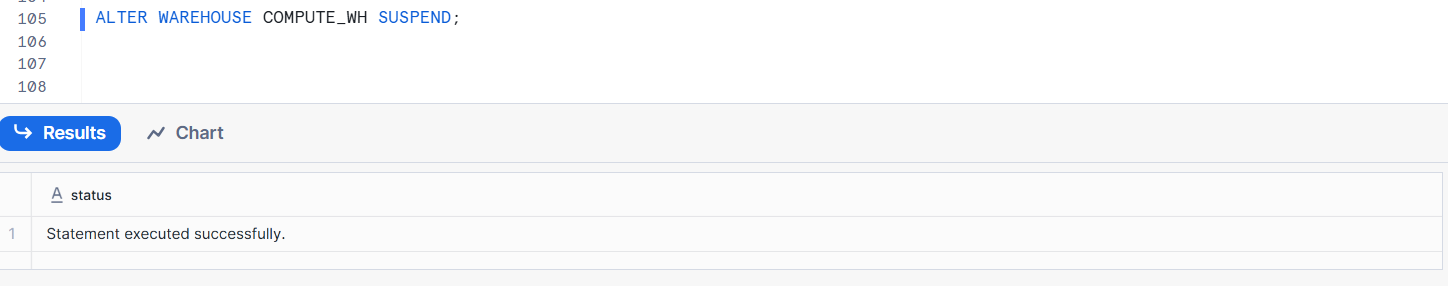 105 ALTER WAREHOUSE COMPUTE_WH SUSPEND;
106
107
108
Results Chart
A status
1 Statement executed successfully.